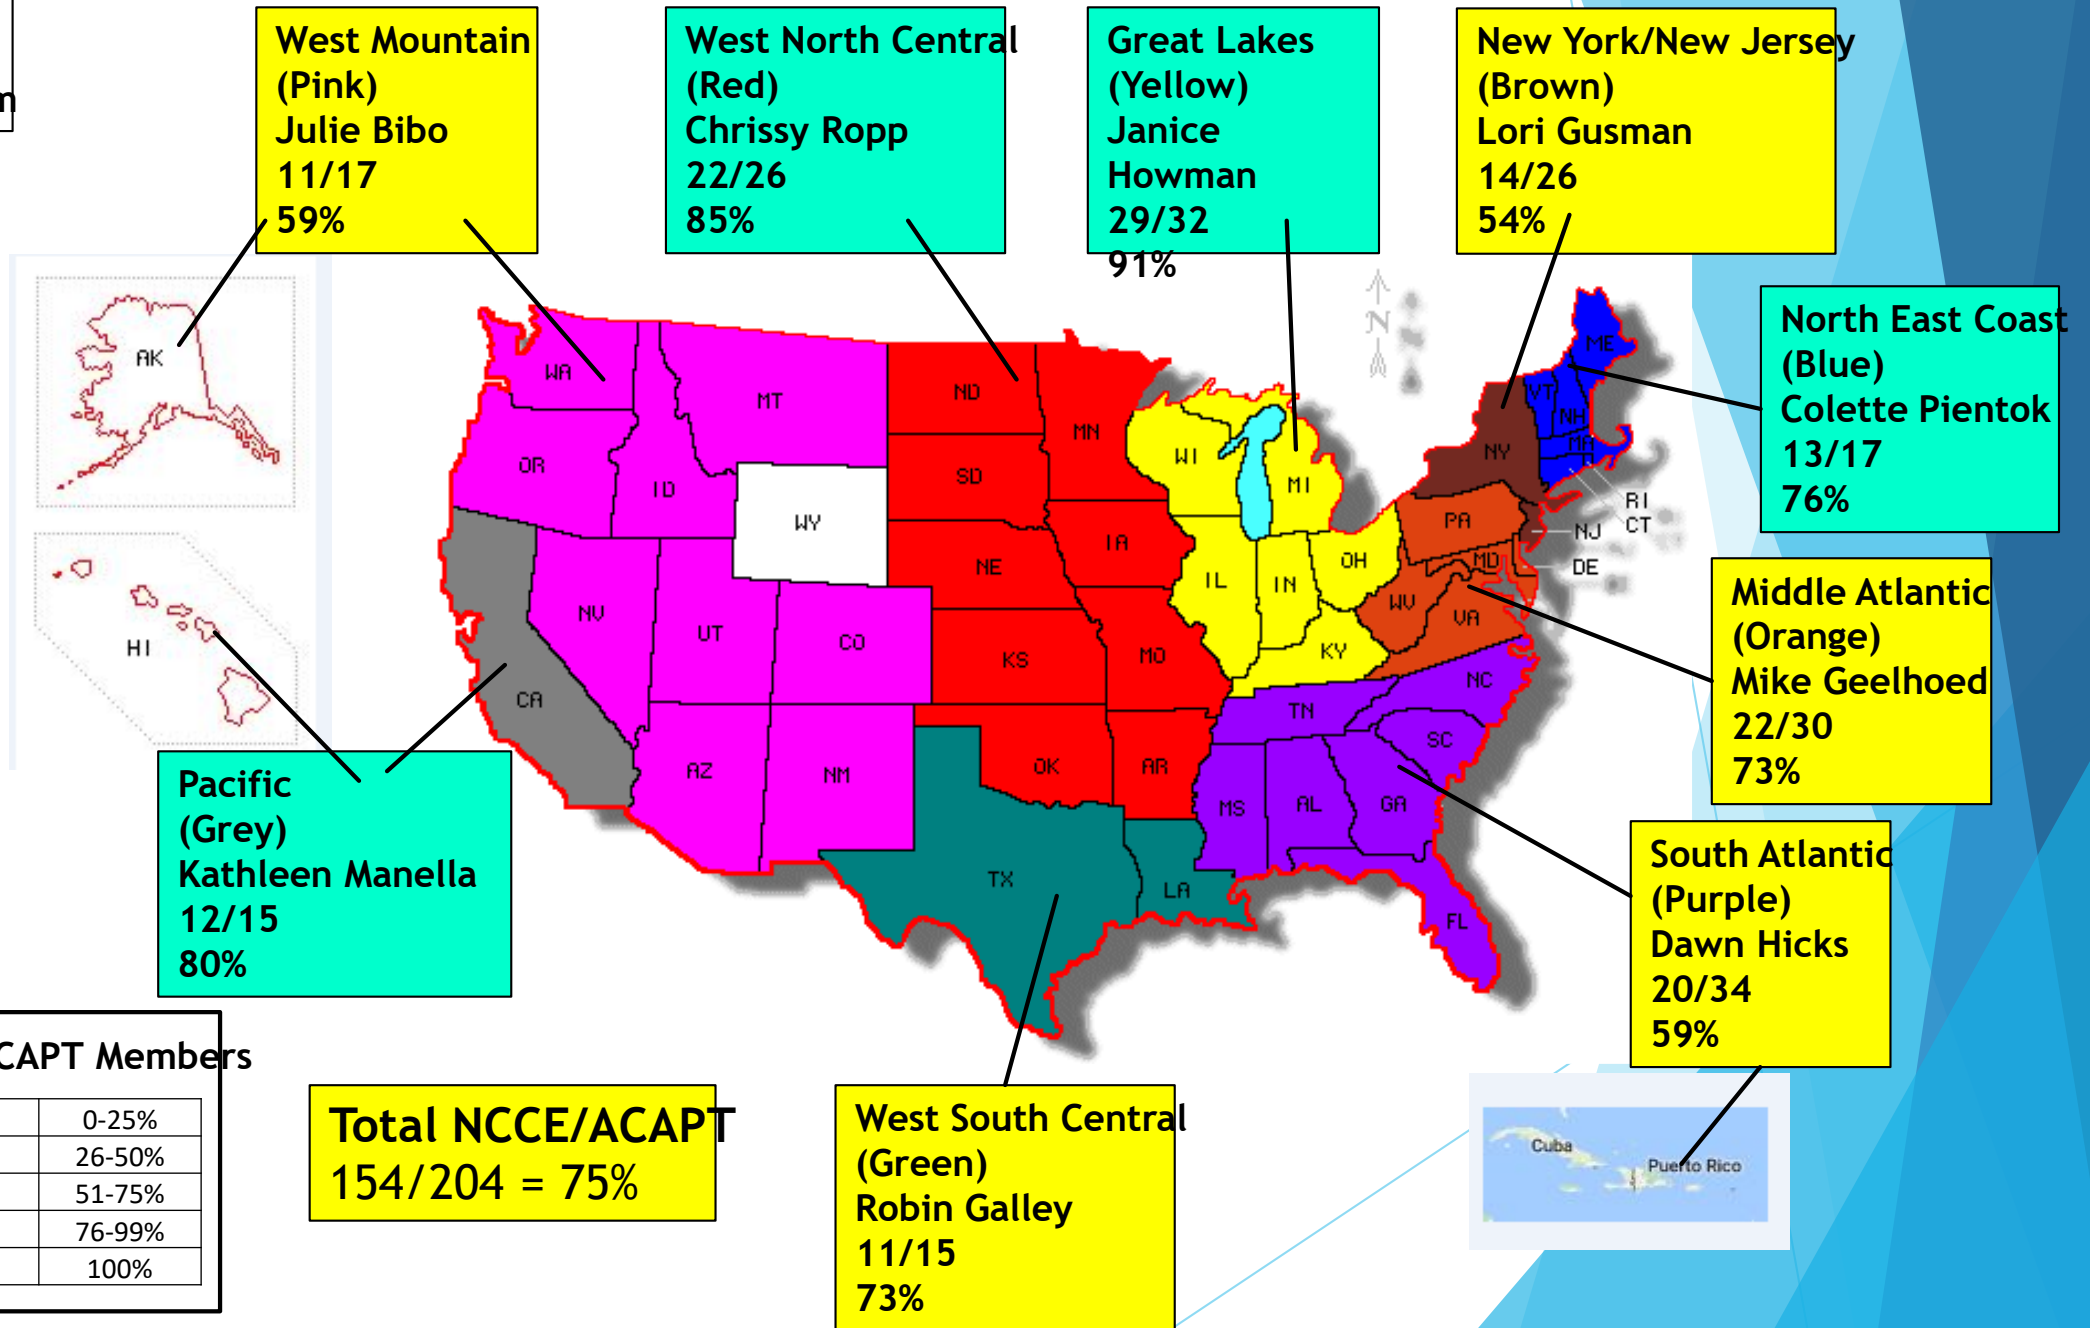 m
West Mountain
(Pink)
Julie Bibo
11/17
59%
West North Central
(Red)
Chrissy Ropp
22/26
85%
Great Lakes
(Yellow)
Janice
Howman
29/32
91%
New York/New Jersey
(Brown)
Lori Gusman
14/26
54%
North East Coast
(Blue)
Colette Pientok
13/17
76%
Middle Atlantic
(Orange)
Mike Geelhoed
22/30
73%
South Atlantic
(Purple)
Dawn Hicks
20/34
59%
Pacific
(Grey)
Kathleen Manella
12/15
80%
West South Central
(Green)
Robin Galley
11/15
73%
Total NCCE/ACAPT
154/204 = 75%
CAPT Members
0-25%
26-50%
51-75%
76-99%
100%
AK
HI
N
WA
MT
ND
MN
OR
ID
WY
SD
WI
MI
NY
ME
VT
NH
MA
RI
CT
NJ
DE
PA
MD
NE
IA
IL
IN
OH
WV
VA
NV
UT
CO
KS
MO
KY
CA
AZ
NM
OK
AR
TN
NC
SC
MS
AL
GA
TX
LA
FL
Cuba
Puerto Rico